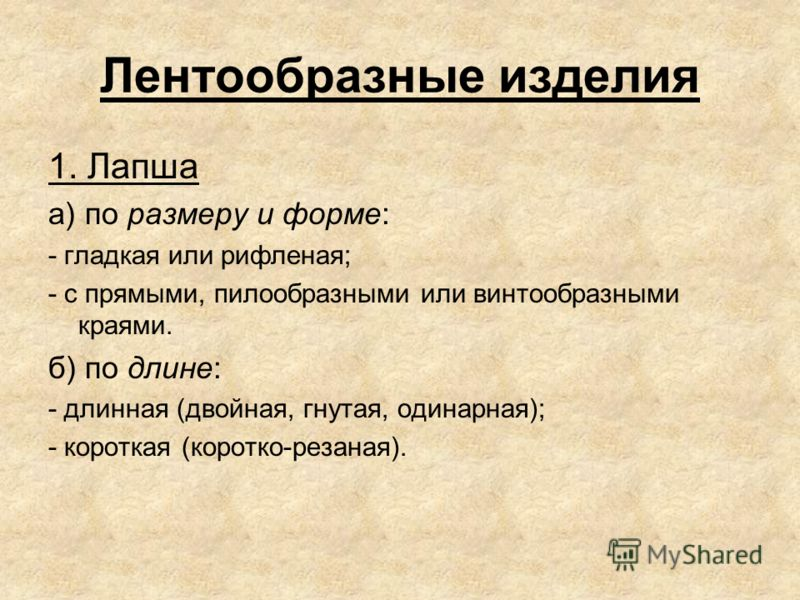 Лентообразные изделия
1. Лапша
а) по размеру и форме:
- гладкая или рифленая;
- с прямыми, пилообразными или винтообразными
краями.
б) по длине:
- длинная (двойная, гнутая, одинарная);
- короткая (коротко-резаная).
MyShared